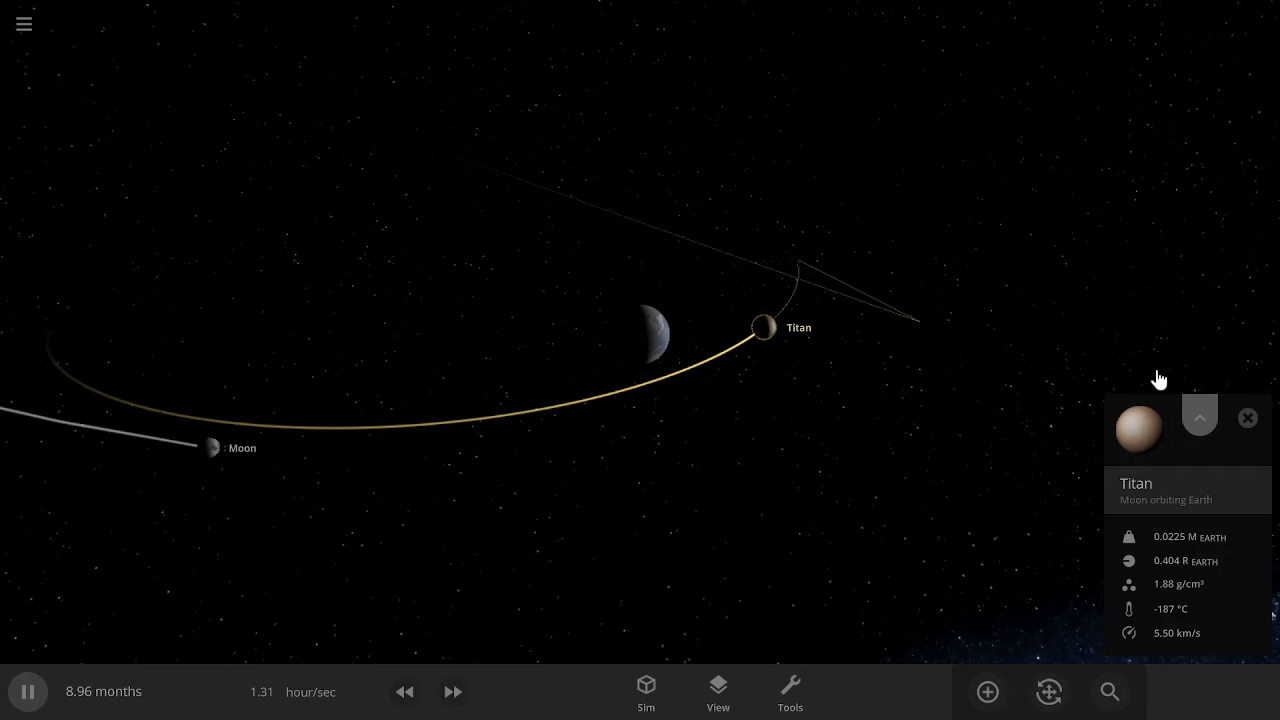 Titan
Moon
Titan
Moon orbiting Earth
0.0225 M EARTH
0.404 R EARTH
1.88 g/cm³
-187 °C
5.50 km/s
8.96 months
1.31 hour/sec
Sim
View
Tools